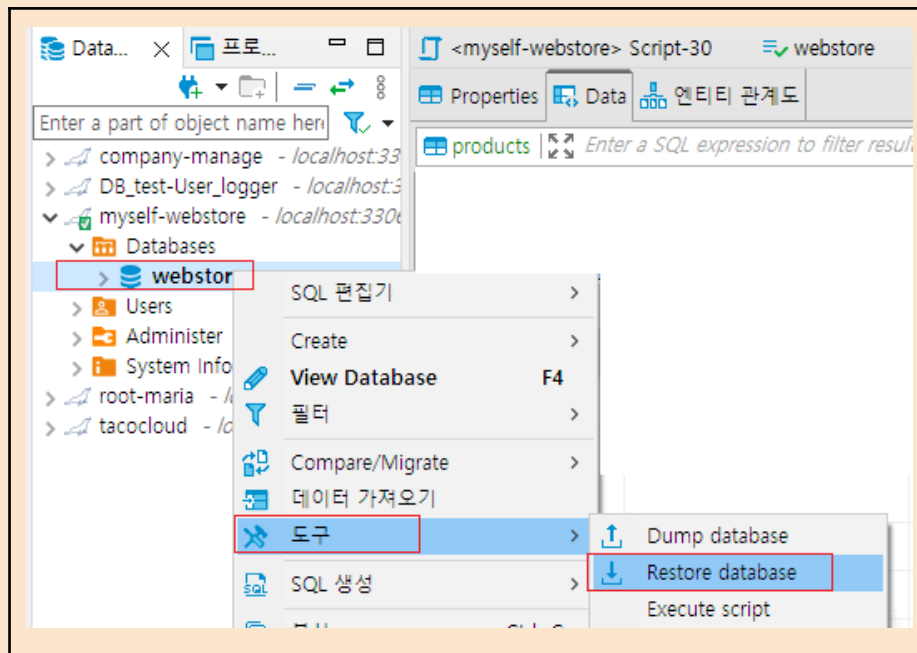 Data... 프로...
<myself-webstore> Script-30 webstore
Properties Data 엔티티 관계도
Enter a part of object name here
products Enter a SQL expression to filter result
company-manage - localhost:33
DB_test-User_logger - localhost:3
myself-webstore - localhost:3306
Databases
webstor
Users
Administer
System Info
root-maria - l
tacocloud - lo
SQL 편집기
Create
View Database F4
필터
Compare/Migrate
데이터 가져오기
도구
SQL 생성
Dump database
Restore database
Execute script